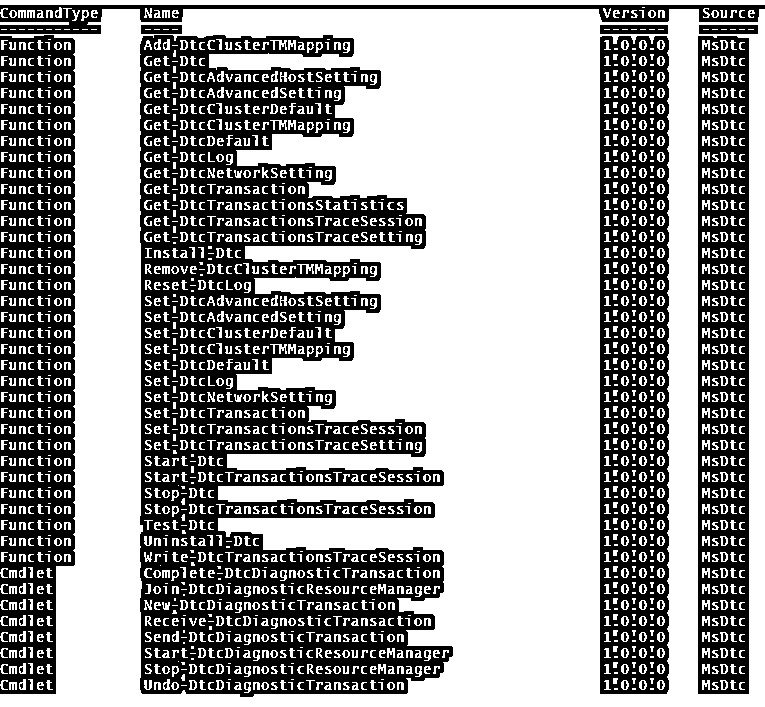 CommandType Name Version Source
----------- ---- ------- ------
Function Add-DtcClusterTMMapping 1.0.0.0 MsDtc
Function Get-Dtc 1.0.0.0 MsDtc
Function Get-DtcAdvancedHostSetting 1.0.0.0 MsDtc
Function Get-DtcAdvancedSetting 1.0.0.0 MsDtc
Function Get-DtcClusterDefault 1.0.0.0 MsDtc
Function Get-DtcClusterTMMapping 1.0.0.0 MsDtc
Function Get-DtcDefault 1.0.0.0 MsDtc
Function Get-DtcLog 1.0.0.0 MsDtc
Function Get-DtcNetworkSetting 1.0.0.0 MsDtc
Function Get-DtcTransaction 1.0.0.0 MsDtc
Function Get-DtcTransactionsStatistics 1.0.0.0 MsDtc
Function Get-DtcTransactionsTraceSession 1.0.0.0 MsDtc
Function Get-DtcTransactionsTraceSetting 1.0.0.0 MsDtc
Function Install-Dtc 1.0.0.0 MsDtc
Function Remove-DtcClusterTMMapping 1.0.0.0 MsDtc
Function Reset-DtcLog 1.0.0.0 MsDtc
Function Set-DtcAdvancedHostSetting 1.0.0.0 MsDtc
Function Set-DtcAdvancedSetting 1.0.0.0 MsDtc
Function Set-DtcClusterDefault 1.0.0.0 MsDtc
Function Set-DtcClusterTMMapping 1.0.0.0 MsDtc
Function Set-DtcDefault 1.0.0.0 MsDtc
Function Set-DtcLog 1.0.0.0 MsDtc
Function Set-DtcNetworkSetting 1.0.0.0 MsDtc
Function Set-DtcTransaction 1.0.0.0 MsDtc
Function Set-DtcTransactionsTraceSession 1.0.0.0 MsDtc
Function Set-DtcTransactionsTraceSetting 1.0.0.0 MsDtc
Function Start-Dtc 1.0.0.0 MsDtc
Function Start-DtcTransactionsTraceSession 1.0.0.0 MsDtc
Function Stop-Dtc 1.0.0.0 MsDtc
Function Stop-DtcTransactionsTraceSession 1.0.0.0 MsDtc
Function Test-Dtc 1.0.0.0 MsDtc
Function Uninstall-Dtc 1.0.0.0 MsDtc
Function Write-DtcTransactionsTraceSession 1.0.0.0 MsDtc
Cmdlet Complete-DtcDiagnosticTransaction 1.0.0.0 MsDtc
Cmdlet Join-DtcDiagnosticResourceManager 1.0.0.0 MsDtc
Cmdlet New-DtcDiagnosticTransaction 1.0.0.0 MsDtc
Cmdlet Receive-DtcDiagnosticTransaction 1.0.0.0 MsDtc
Cmdlet Send-DtcDiagnosticTransaction 1.0.0.0 MsDtc
Cmdlet Start-DtcDiagnosticResourceManager 1.0.0.0 MsDtc
Cmdlet Stop-DtcDiagnosticResourceManager 1.0.0.0 MsDtc
Cmdlet Undo-DtcDiagnosticTransaction 1.0.0.0 MsDtc